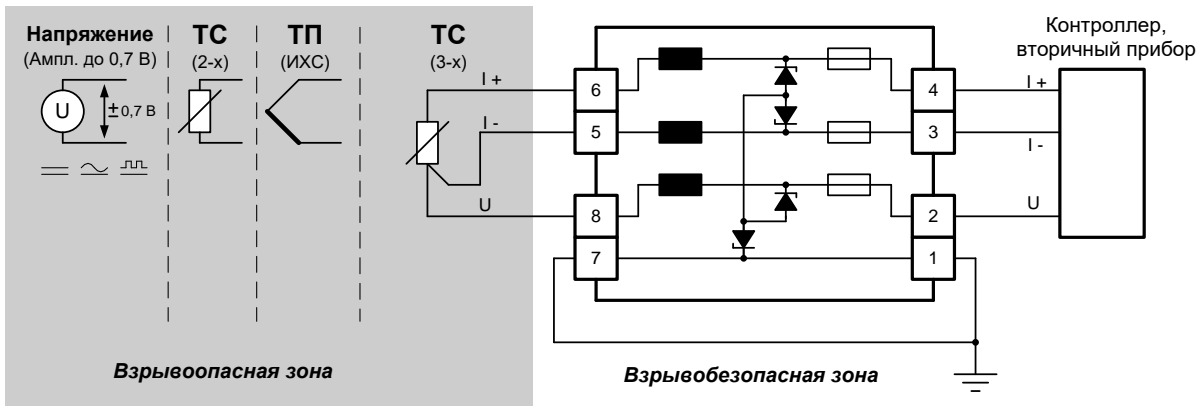 Напряжение
(Ампл. до 0,7 В)
U
± 0,7 В
ТС
(2-х)
ТП
(ИХС)
ТС
(3-х)
I +
I -
U
6
5
8
7
4
3
2
1
I +
I -
U
Контроллер,
вторичный прибор
Взрывоопасная зона
Взрывобезопасная зона